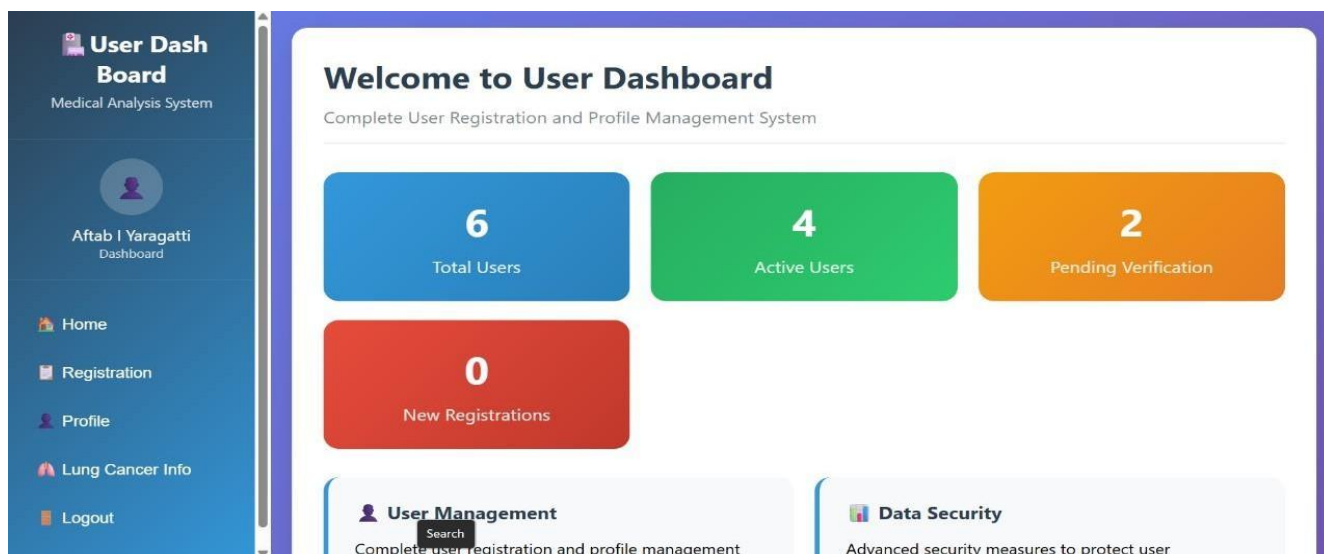 User Dash
Board
Medical Analysis System
Aftab I Yaragatti
Dashboard
Home
Registration
Profile
Lung Cancer Info
Logout
Welcome to User Dashboard
Complete User Registration and Profile Management System
6
Total Users
4
Active Users
2
Pending Verification
0
New Registrations
User Management
Search
Complete user registration and profile management
Data Security
Advanced security measures to protect user